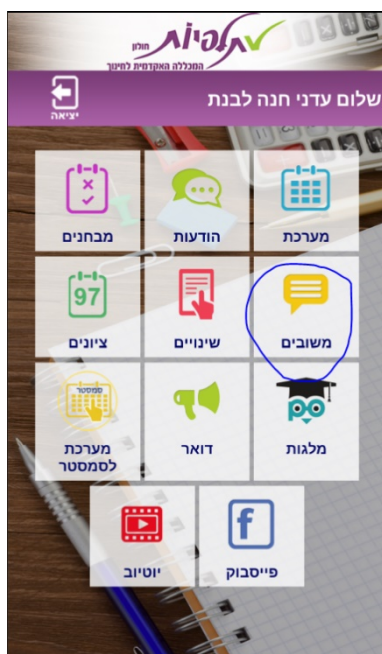 תלפיות חולון
המכללה האקדמית לחינוך
שלום עדני חנה לבנת
יציאה
מערכת
הודעות
מבחנים
משובים
שינויים
97
ציונים
מלגות
דואר
סמסטר
מערכת
לסמסטר
f
פייסבוק
יוטיוב